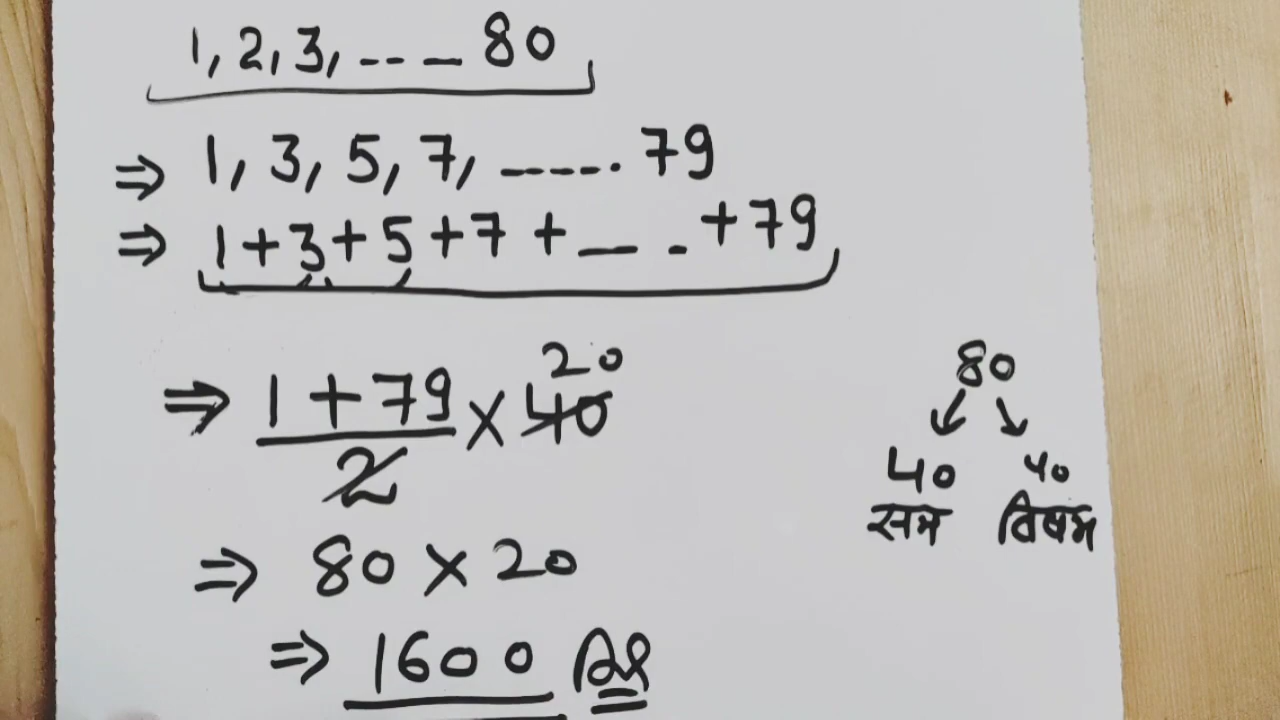 1, 2, 3, --- 80
⇒ 1, 3, 5, 7, ------ 79
⇒ 1+3+5+7+ -- +79
20
⇒ 1+79/2 × 40
⇒ 80 × 20
⇒ 1600 Ans
80
↙ ↘
40 40
सम विषम